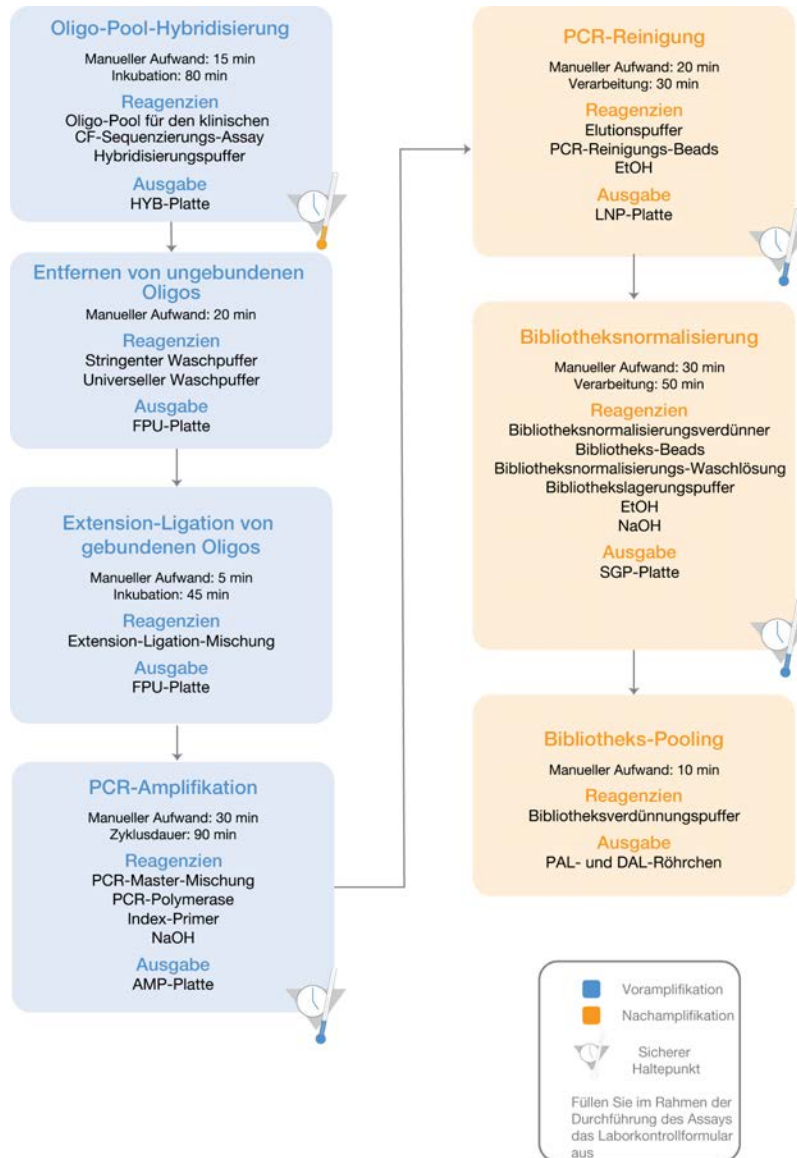 Oligo-Pool-Hybridisierung
Manueller Aufwand: 15 min
Inkubation: 80 min
Reagenzien
Oligo-Pool für den klinischen
CF-Sequenzierungs-Assay
Hybridisierungspuffer
Ausgabe
HYB-Platte
Entfernen von ungebundenen
Oligos
Manueller Aufwand: 20 min
Reagenzien
Stringenter Waschpuffer
Universeller Waschpuffer
Ausgabe
FPU-Platte
Extension-Ligation von
gebundenen Oligos
Manueller Aufwand: 5 min
Inkubation: 45 min
Reagenzien
Extension-Ligation-Mischung
Ausgabe
FPU-Platte
PCR-Amplifikation
Manueller Aufwand: 30 min
Zyklusdauer: 90 min
Reagenzien
PCR-Master-Mischung
PCR-Polymerase
Index-Primer
NaOH
Ausgabe
AMP-Platte
PCR-Reinigung
Manueller Aufwand: 20 min
Verarbeitung: 30 min
Reagenzien
Elutionspuffer
PCR-Reinigungs-Beads
EtOH
Ausgabe
LNP-Platte
Bibliotheksnormalisierung
Manueller Aufwand: 30 min
Verarbeitung: 50 min
Reagenzien
Bibliotheksnormalisierungsverdünner
Bibliotheks-Beads
Bibliotheksnormalisierungs-Waschlösung
Bibliothekslagerungspuffer
EtOH
NaOH
Ausgabe
SGP-Platte
Bibliotheks-Pooling
Manueller Aufwand: 10 min
Reagenzien
Bibliotheksverdünnungspuffer
Ausgabe
PAL- und DAL-Röhrchen
Voramplifikation
Nachamplifikation
Sicherer
Haltepunkt
Füllen Sie im Rahmen der
Durchführung des Assays
das Laborkontrollformular
aus